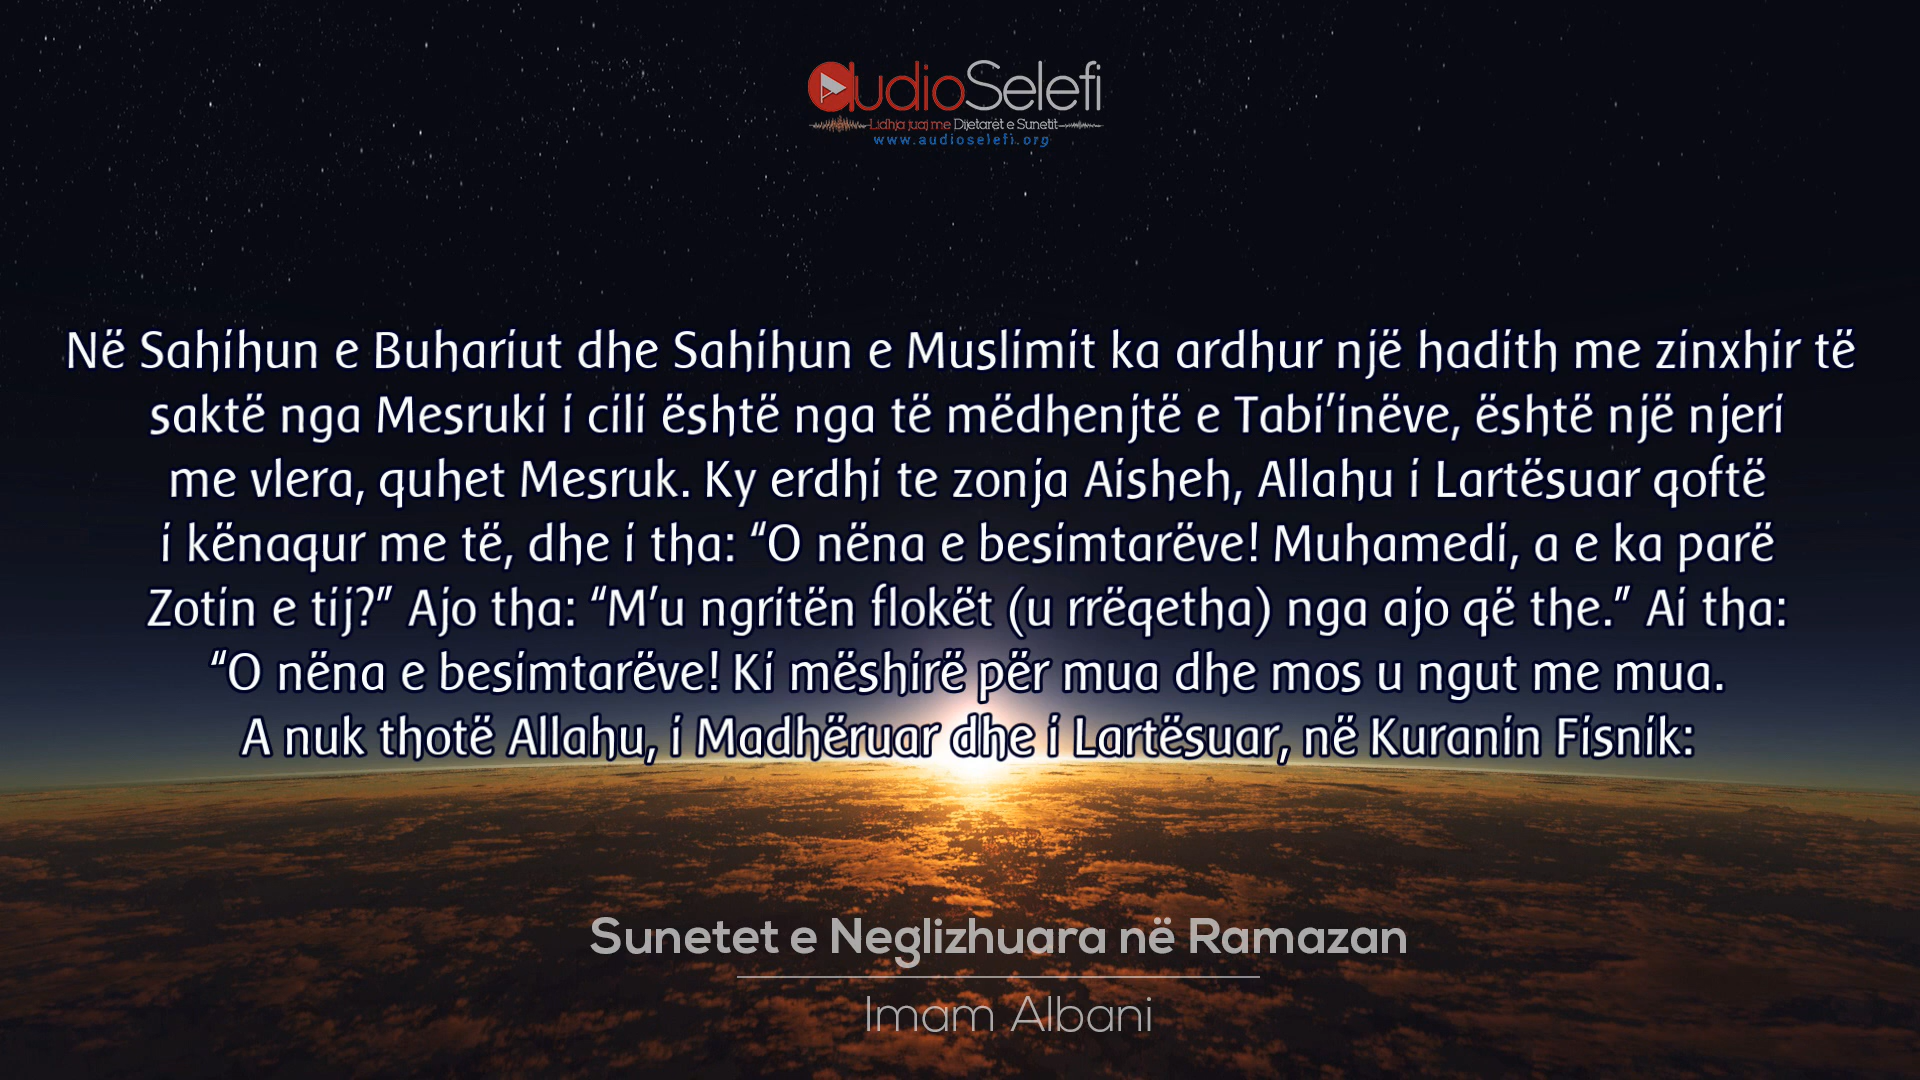 audioSelefi
Lidhja juaj me Dijetarët e Sunetit
www.audioselefi.org
Në Sahihun e Buhariut dhe Sahihun e Muslimit ka ardhur një hadith me zinxhir të
saktë nga Mesruki i cili është nga të mëdhenjtë e Tabi’inëve, është një njeri
me vlera, quhet Mesruk. Ky erdhi te zonja Aisheh, Allahu i Lartësuar qoftë
i kënaqur me të, dhe i tha: “O nëna e besimtarëve! Muhamedi, a e ka parë
Zotin e tij?” Ajo tha: “M’u ngritën flokët (u rrëqetha) nga ajo që the.” Ai tha:
“O nëna e besimtarëve! Ki mëshirë për mua dhe mos u ngut me mua.
A nuk thotë Allahu, i Madhëruar dhe i Lartësuar, në Kuranin Fisnik:
Sunetet e Neglizhuara në Ramazan
Imam Albani